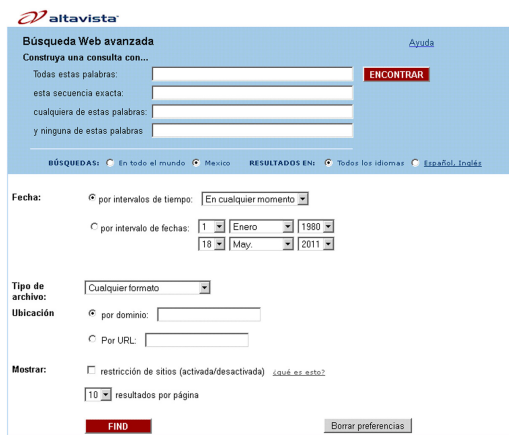 altavista
Búsqueda Web avanzada
Ayuda
Construya una consulta con...
Todas estas palabras:
ENCONTRAR
esta secuencia exacta:
cualquiera de estas palabras:
y ninguna de estas palabras
BÚSQUEDAS: En todo el mundo Mexico RESULTADOS EN: Todos los idiomas Español, Inglés
Fecha: por intervalos de tiempo: En cualquier momento
por intervalo de fechas: 1 Enero 1980
18 May. 2011
Tipo de archivo: Cualquier formato
Ubicación por dominio:
Por URL:
Mostrar: restricción de sitios (activada/desactivada) ¿qué es esto?
10 resultados por página
FIND Borrar preferencias